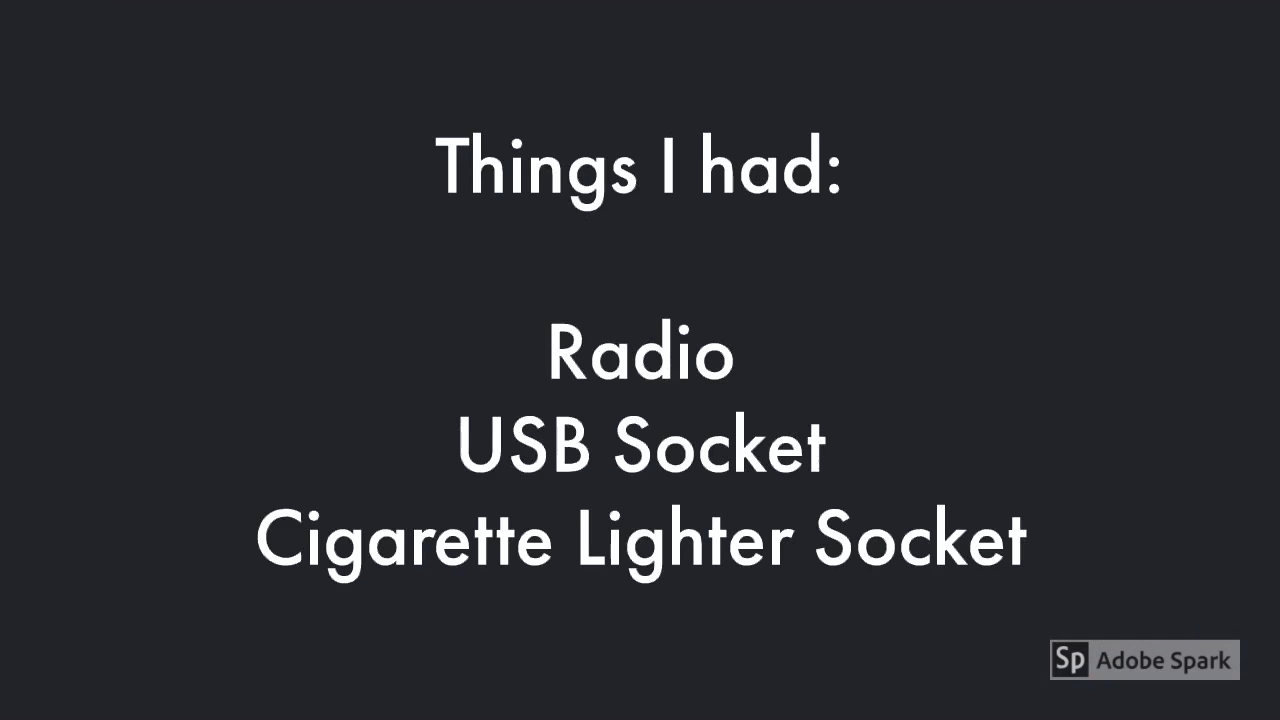 Things I had:
Radio
USB Socket
Cigarette Lighter Socket
Sp Adobe Spark